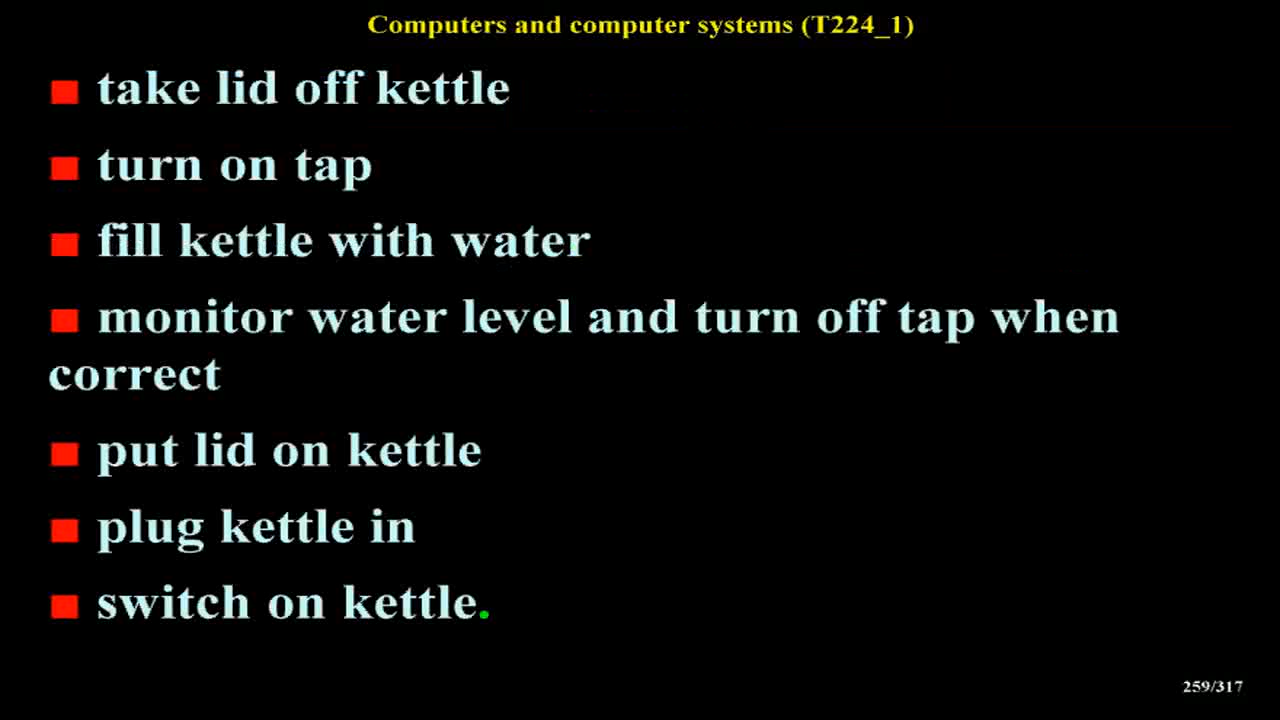 Computers and computer systems (T224_1)
take lid off kettle
turn on tap
fill kettle with water
monitor water level and turn off tap when
correct
put lid on kettle
plug kettle in
switch on kettle.
259/317